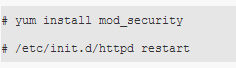 # yum install mod_security
# /etc/init.d/httpd restart